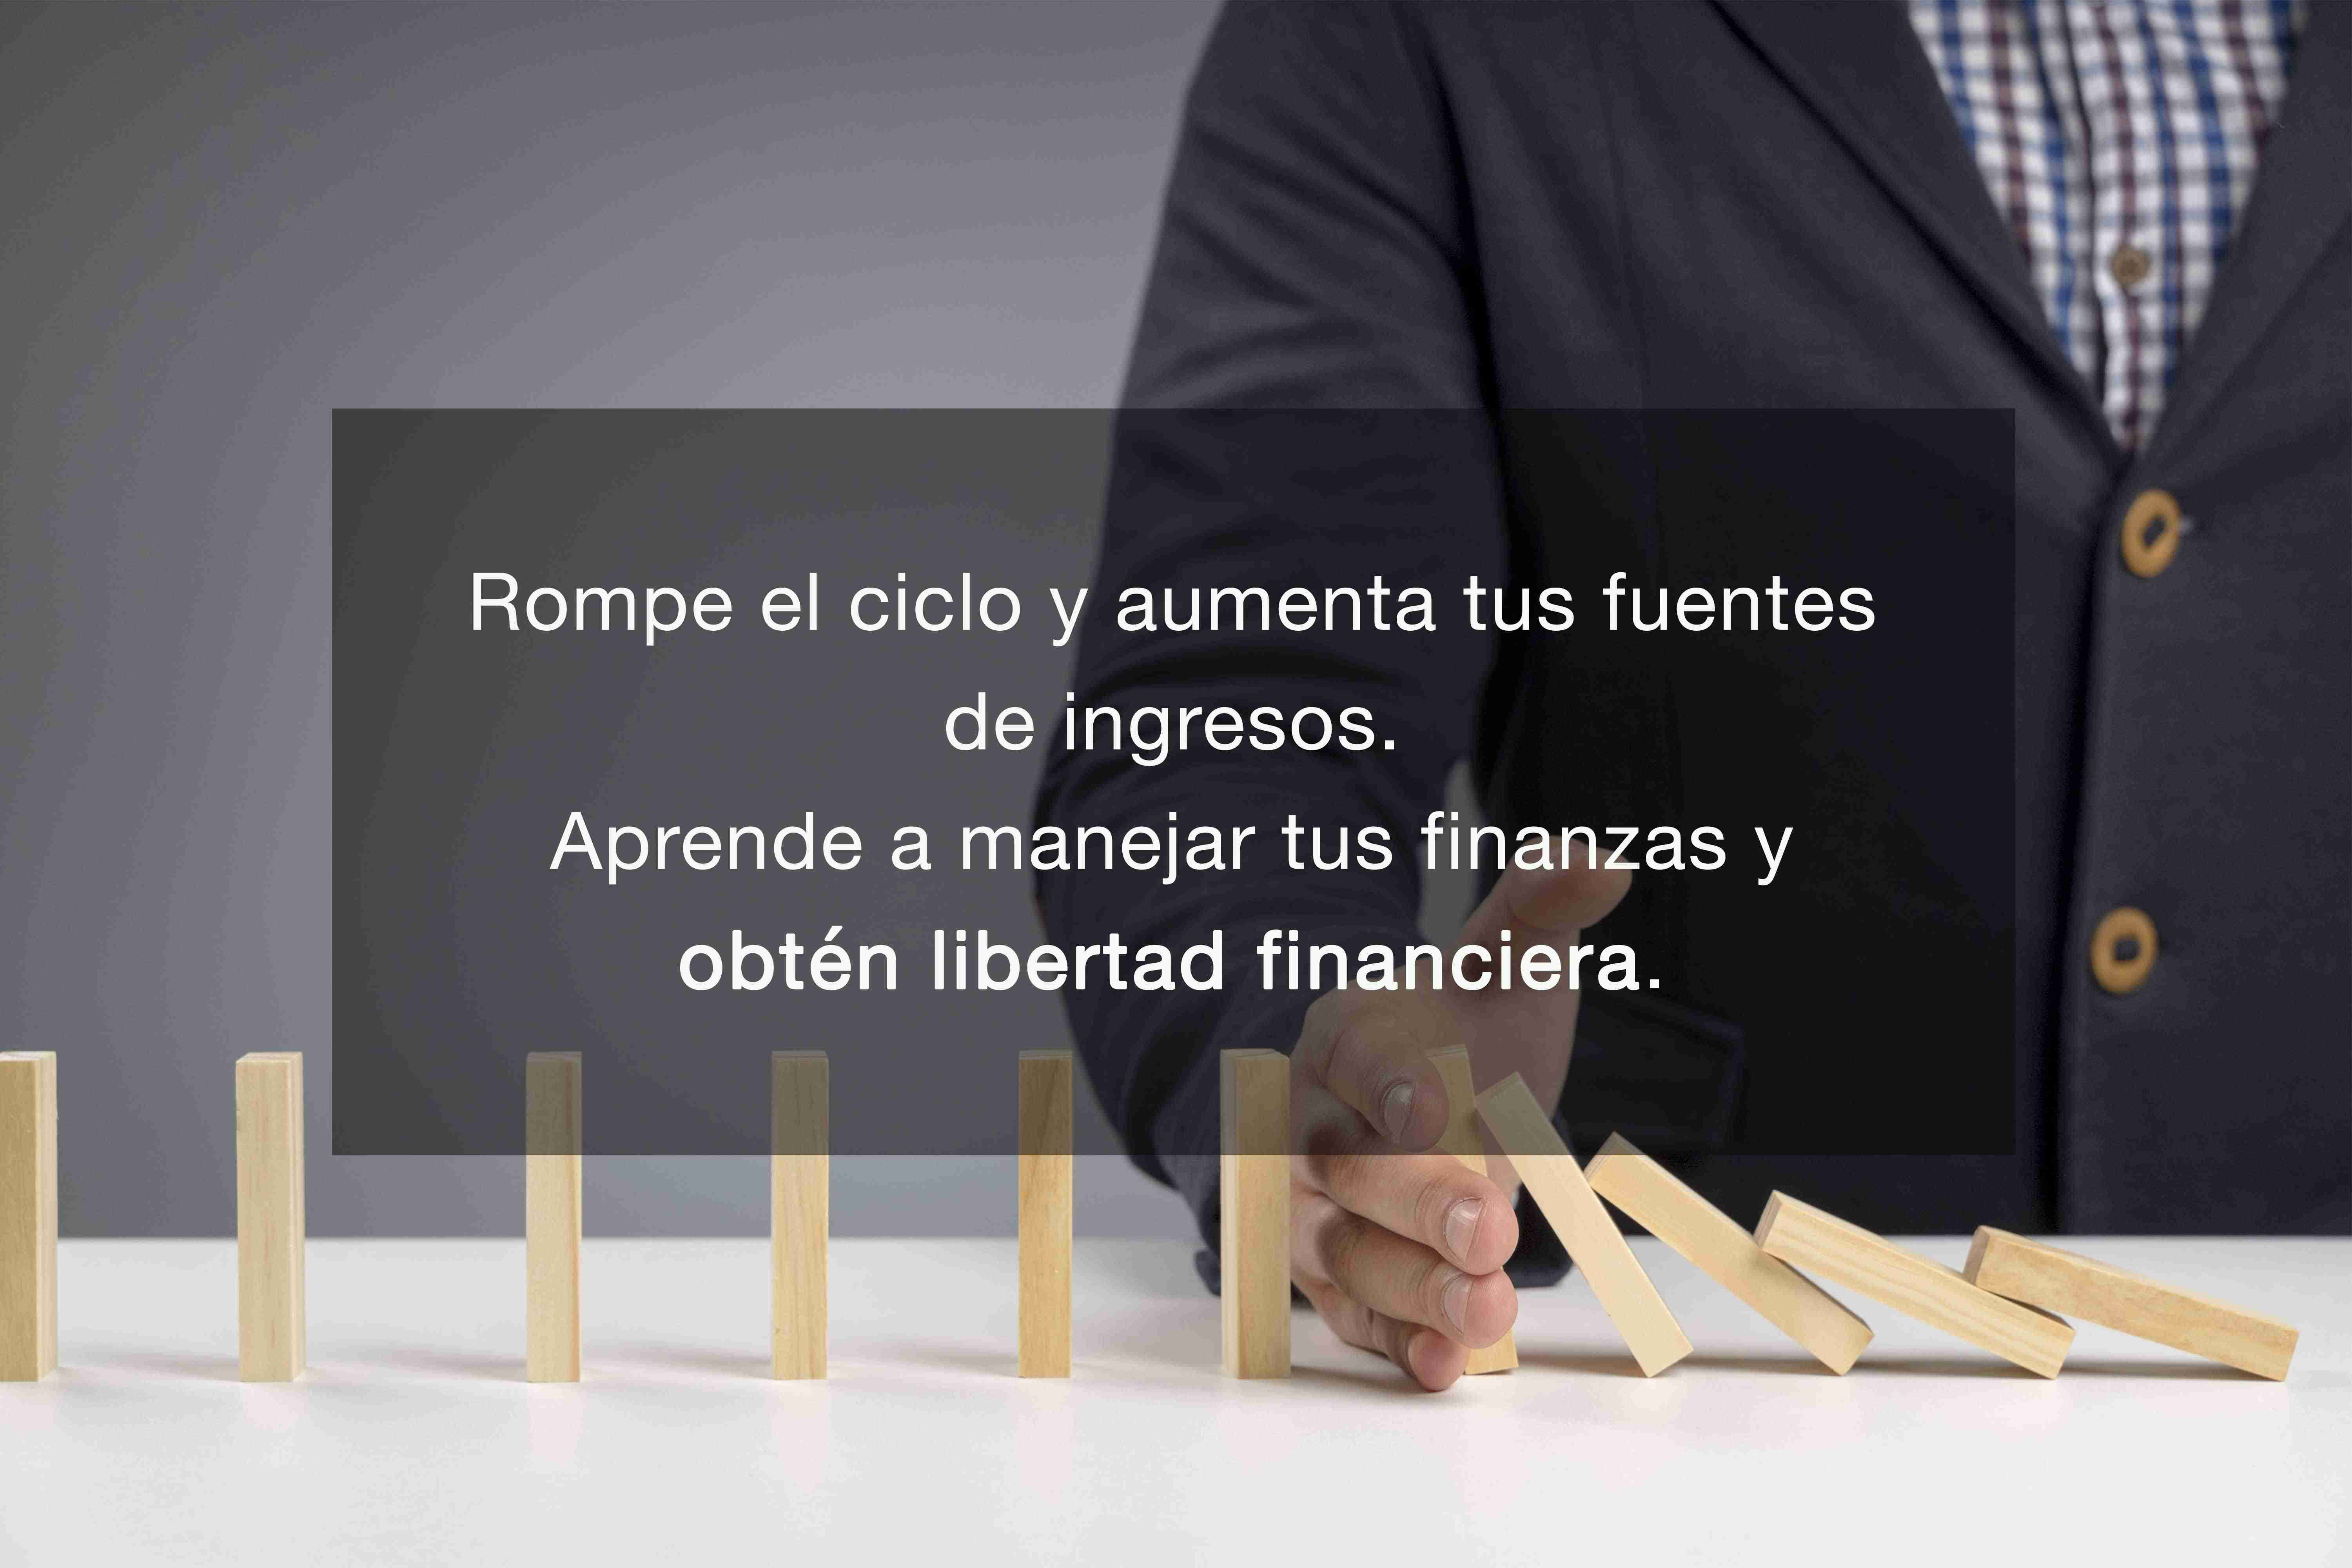 Rompe el ciclo y aumenta tus fuentes
de ingresos.
Aprende a manejar tus finanzas y
obtén libertad financiera.